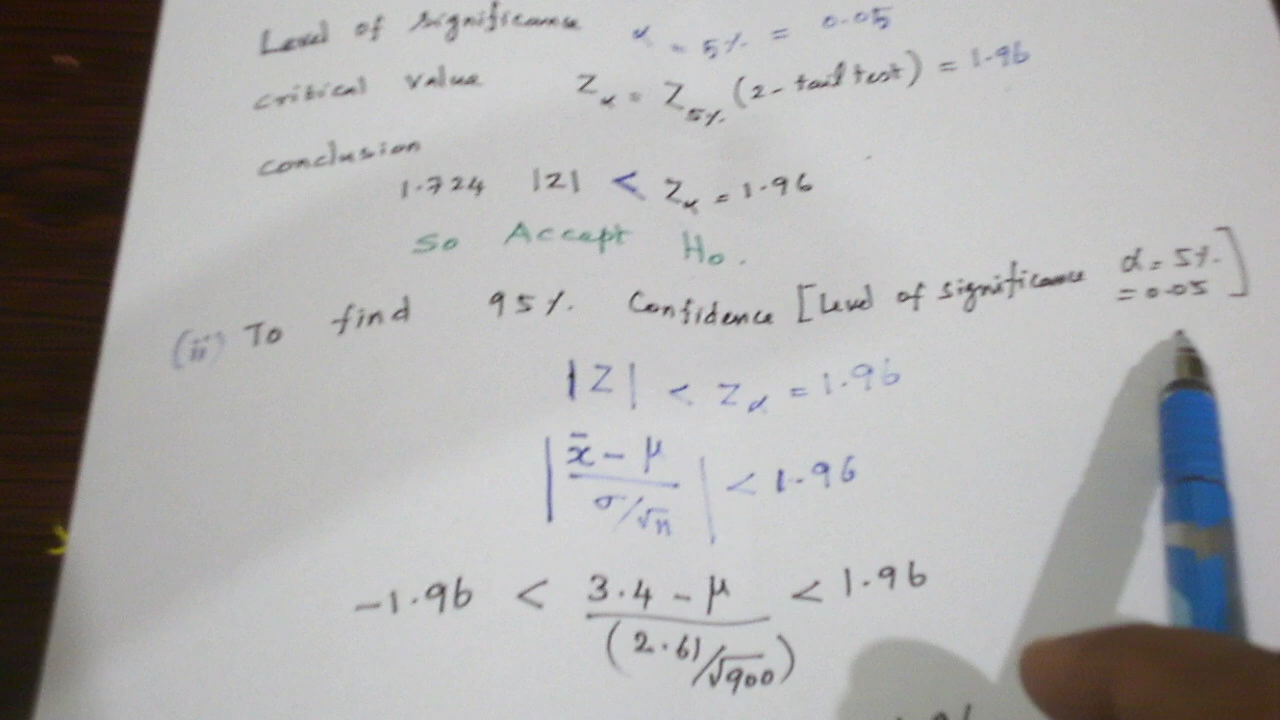 Level of significance α = 5% = 0.05
critical value Zα = Z5% (2-tail test) = 1.96
conclusion
1.724 |Z| < Zα = 1.96
So Accept H0.
(ii) To find 95% Confidence [Level of significance α = 5% = 0.05]
|Z| < Zα = 1.96
|x̄ - μ / σ/√n| < 1.96
-1.96 < 3.4 - μ / (2.61/√900) < 1.96